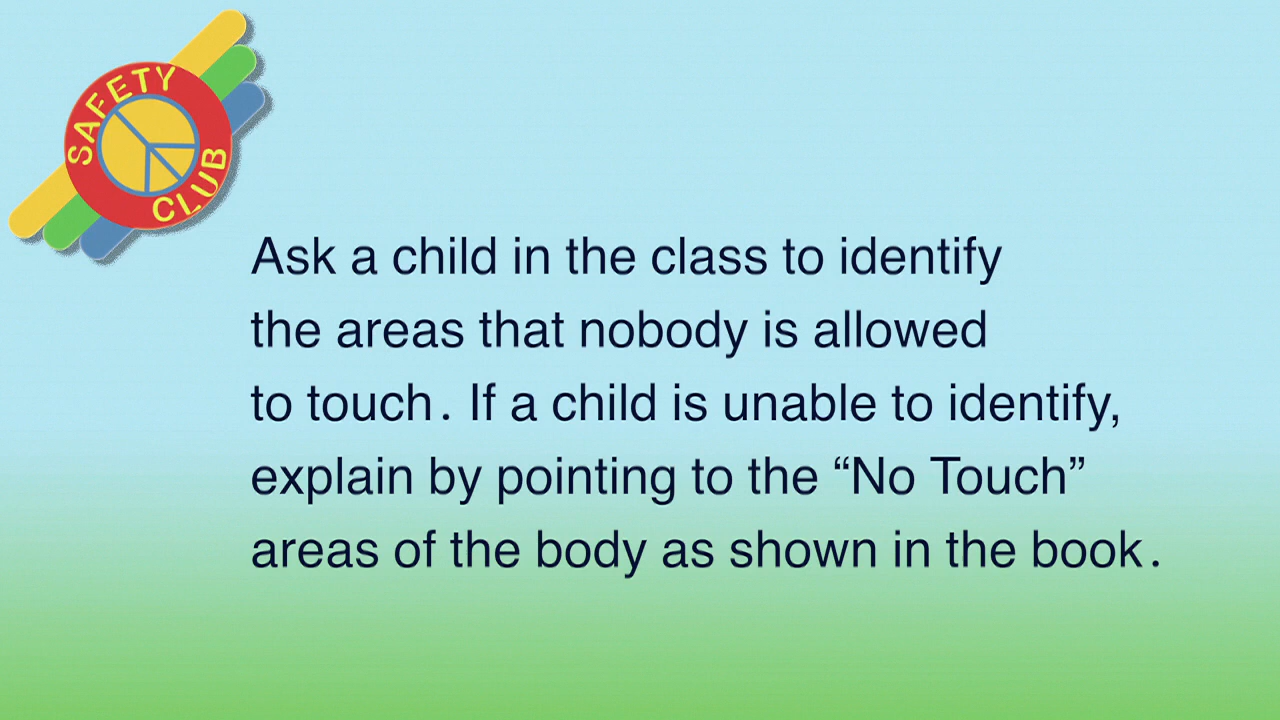 SAFETY
CLUB
Ask a child in the class to identify
the areas that nobody is allowed
to touch. If a child is unable to identify,
explain by pointing to the “No Touch”
areas of the body as shown in the book.